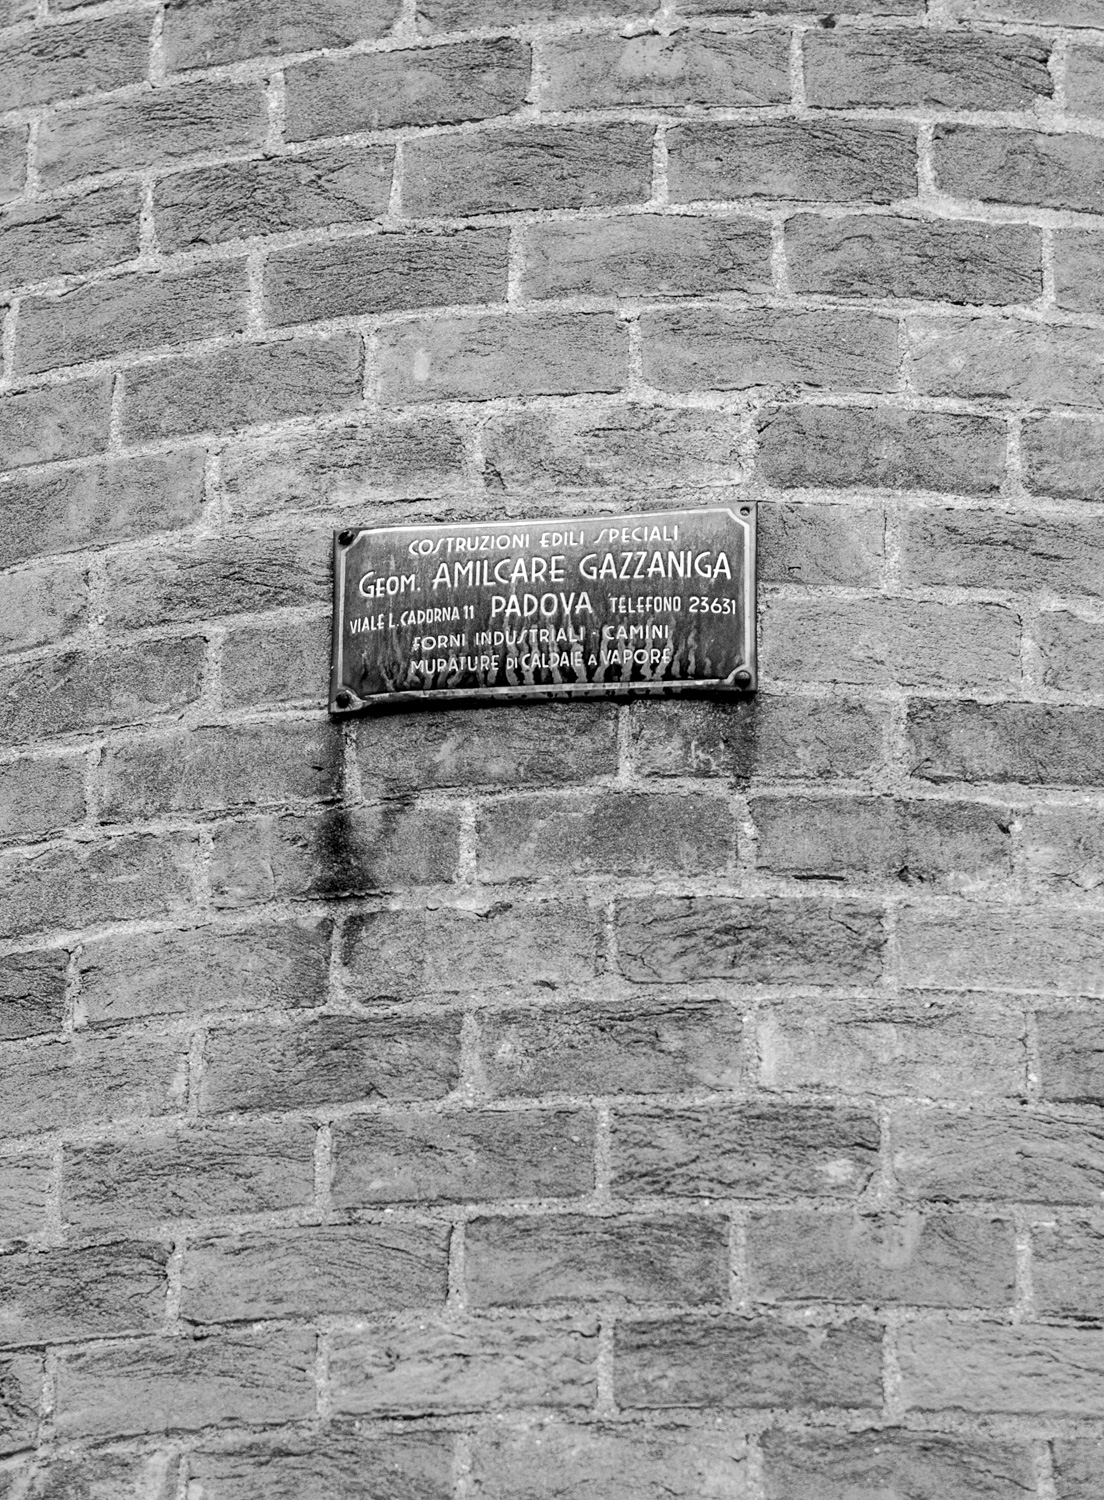 COSTRUZIONI EDILI SPECIALI
GEOM. AMILCARE GAZZANIGA
VIALE L. CADORNA 11 PADOVA TELEFONO 23631
FORNI INDUSTRIALI - CAMINI
MURATURE DI CALDAIE A VAPORE